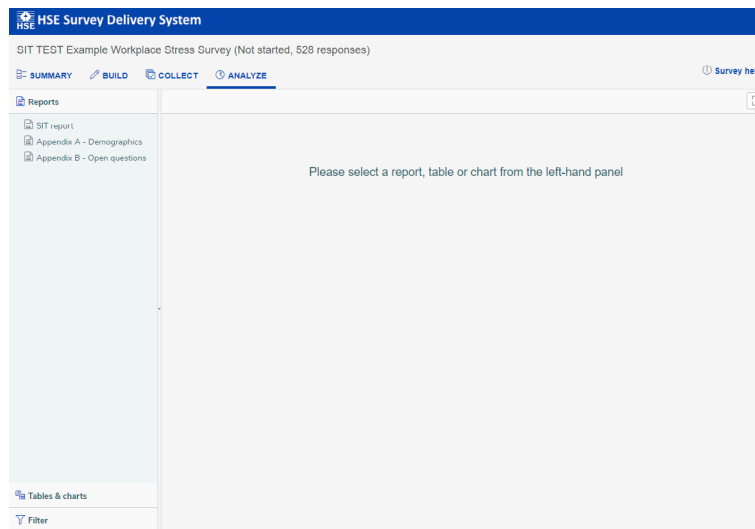 HSE HSE Survey Delivery System
SIT TEST Example Workplace Stress Survey (Not started, 528 responses)
SUMMARY BUILD COLLECT ANALYZE
Survey hel
Reports
SIT report
Appendix A - Demographics
Appendix B - Open questions
Please select a report, table or chart from the left-hand panel
Tables & charts
Filter